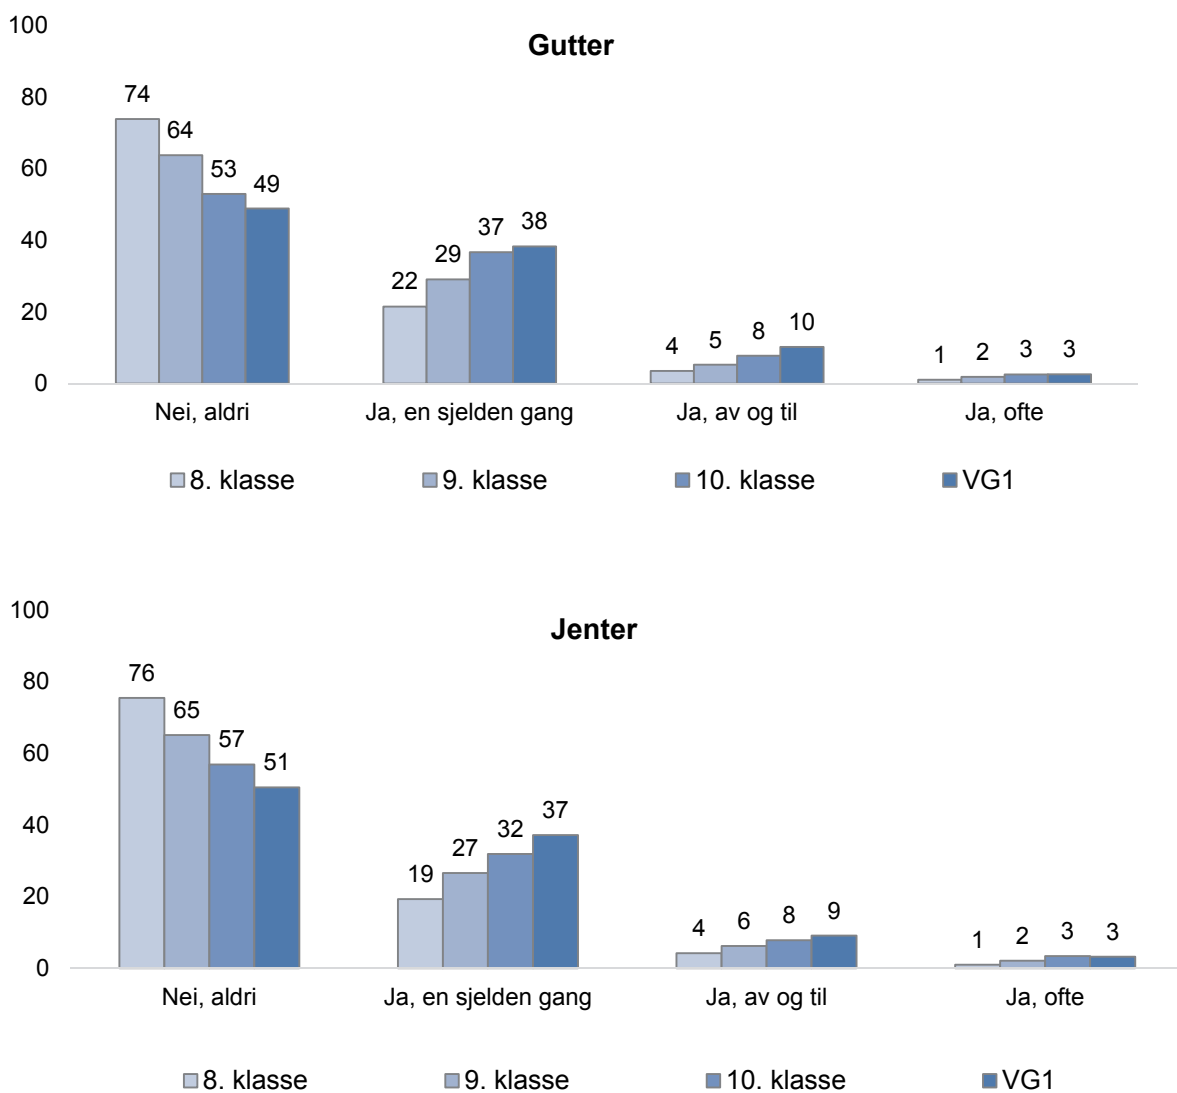 Gutter
100
80
60
40
20
0
74 64 53 49
22 29 37 38
4 5 8 10
1 2 3 3
Nei, aldri Ja, en sjelden gang Ja, av og til Ja, ofte
8. klasse 9. klasse 10. klasse VG1
Jenter
100
80
60
40
20
0
76 65 57 51
19 27 32 37
4 6 8 9
1 2 3 3
Nei, aldri Ja, en sjelden gang Ja, av og til Ja, ofte
8. klasse 9. klasse 10. klasse VG1